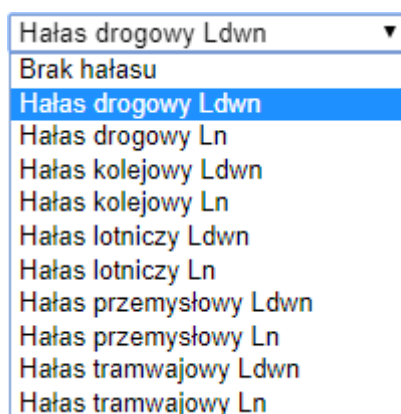 Hałas drogowy Ldwn
Brak hałasu
Hałas drogowy Ldwn
Hałas drogowy Ln
Hałas kolejowy Ldwn
Hałas kolejowy Ln
Hałas lotniczy Ldwn
Hałas lotniczy Ln
Hałas przemysłowy Ldwn
Hałas przemysłowy Ln
Hałas tramwajowy Ldwn
Hałas tramwajowy Ln